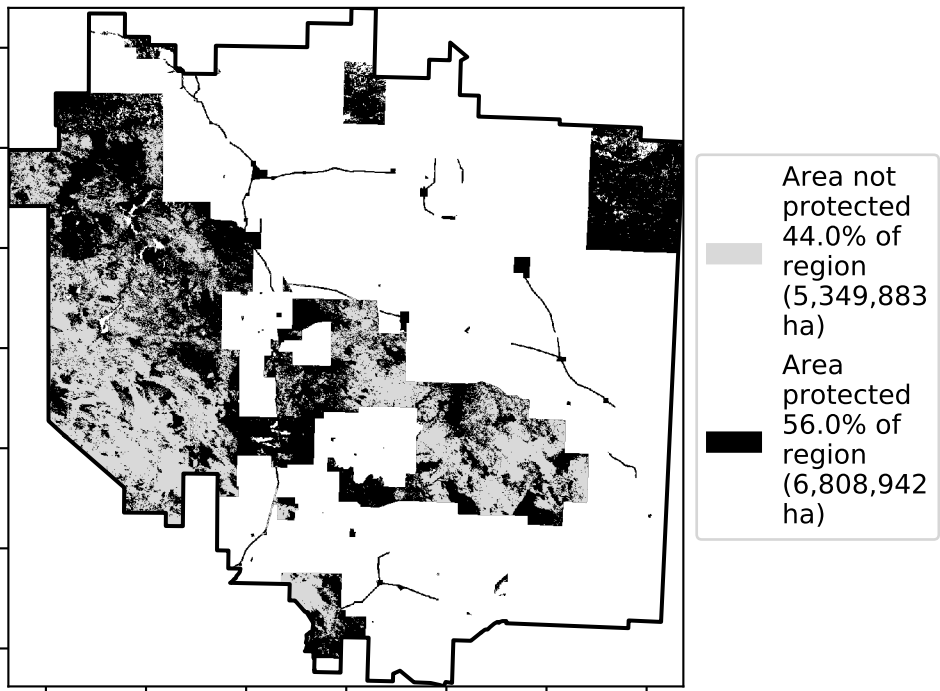 Area not
protected
44.0% of
region
(5,349,883
ha)
Area
protected
56.0% of
region
(6,808,942
ha)